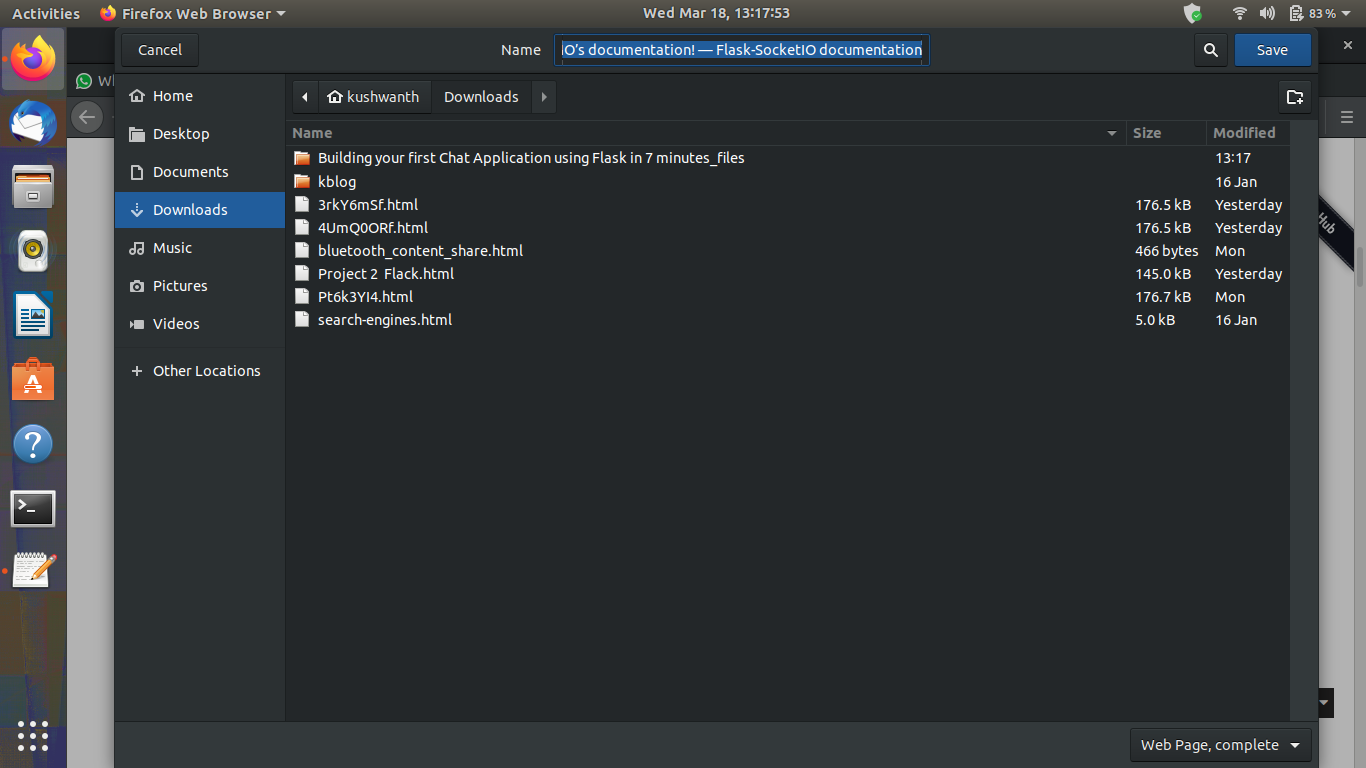 Activities Firefox Web Browser Wed Mar 18, 13:17:53 83 %
Cancel Name IO’s documentation! — Flask-SocketIO documentation Save
Home kushwanth Downloads
Desktop Name Size Modified
Documents Building your first Chat Application using Flask in 7 minutes_files 13:17
kblog 16 Jan
Downloads 3rkY6mSf.html 176.5 kB Yesterday
4UmQ0ORf.html 176.5 kB Yesterday
Music bluetooth_content_share.html 466 bytes Mon
Pictures Project 2 Flack.html 145.0 kB Yesterday
Pt6k3YI4.html 176.7 kB Mon
Videos search-engines.html 5.0 kB 16 Jan
Other Locations
Hub
Web Page, complete